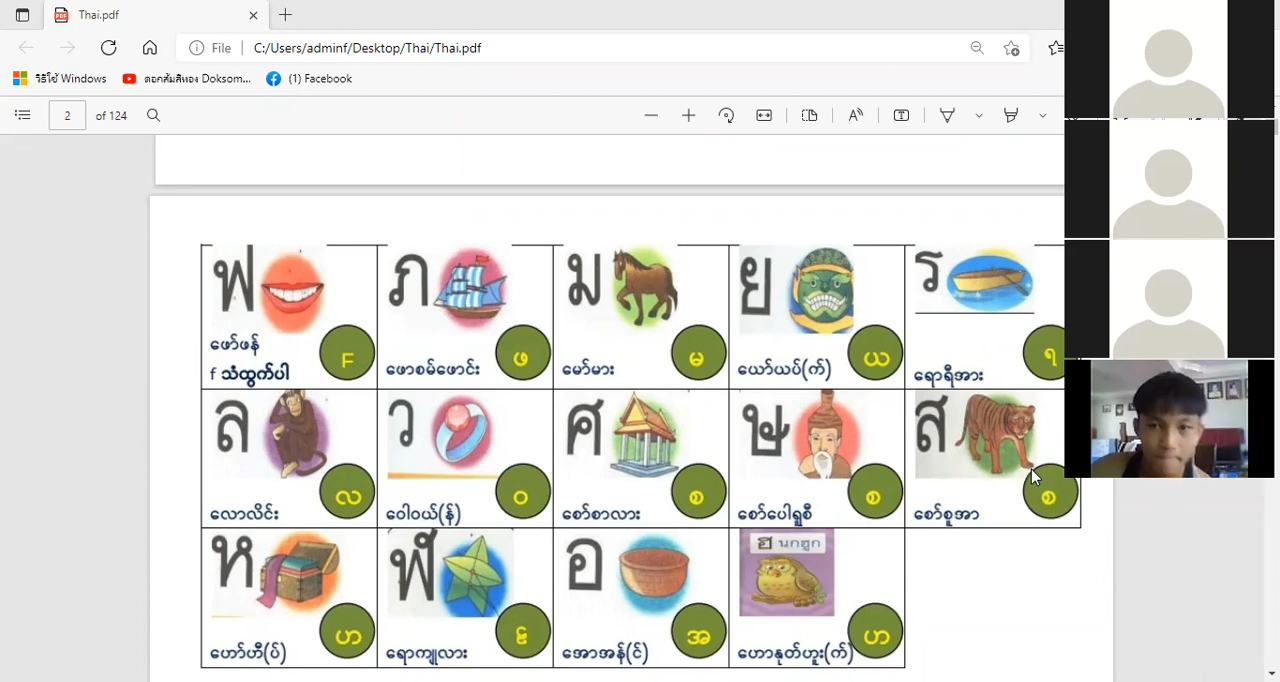 Thai.pdf
File C:/Users/adminf/Desktop/Thai/Thai.pdf
วิธีใช้ Windows ดอกส้มสีทอง Doksom... (1) Facebook
2 of 124
ฟ ภ ม ย ร
ဖော်ဖန်
f သံထွက်ပါ F ဖောစမ်ဖောင်း ဖ မော်မား မ ယော်ယပ်(က်) ယ ရောရီအား ရ
ล ว ศ ษ ส
လောလိင်း လ ဝေါဝယ်(န်) ဝ စော်စာလား စ စော်ပေါရူစီ စ စော်စူအာ စ
ห ฬ อ ฮ นกฮูก
ဟော်ဟီ(ပ်) ဟ ရောကျုလား ဠ အောအန်(င်) အ ဟောနုတ်ဟူး(က်) ဟ